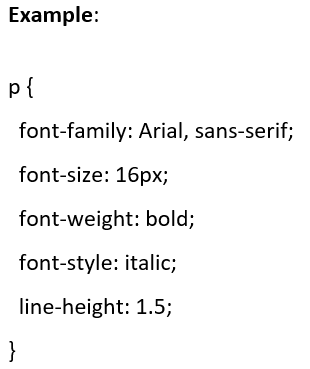 Example:
p {
font-family: Arial, sans-serif;
font-size: 16px;
font-weight: bold;
font-style: italic;
line-height: 1.5;
}